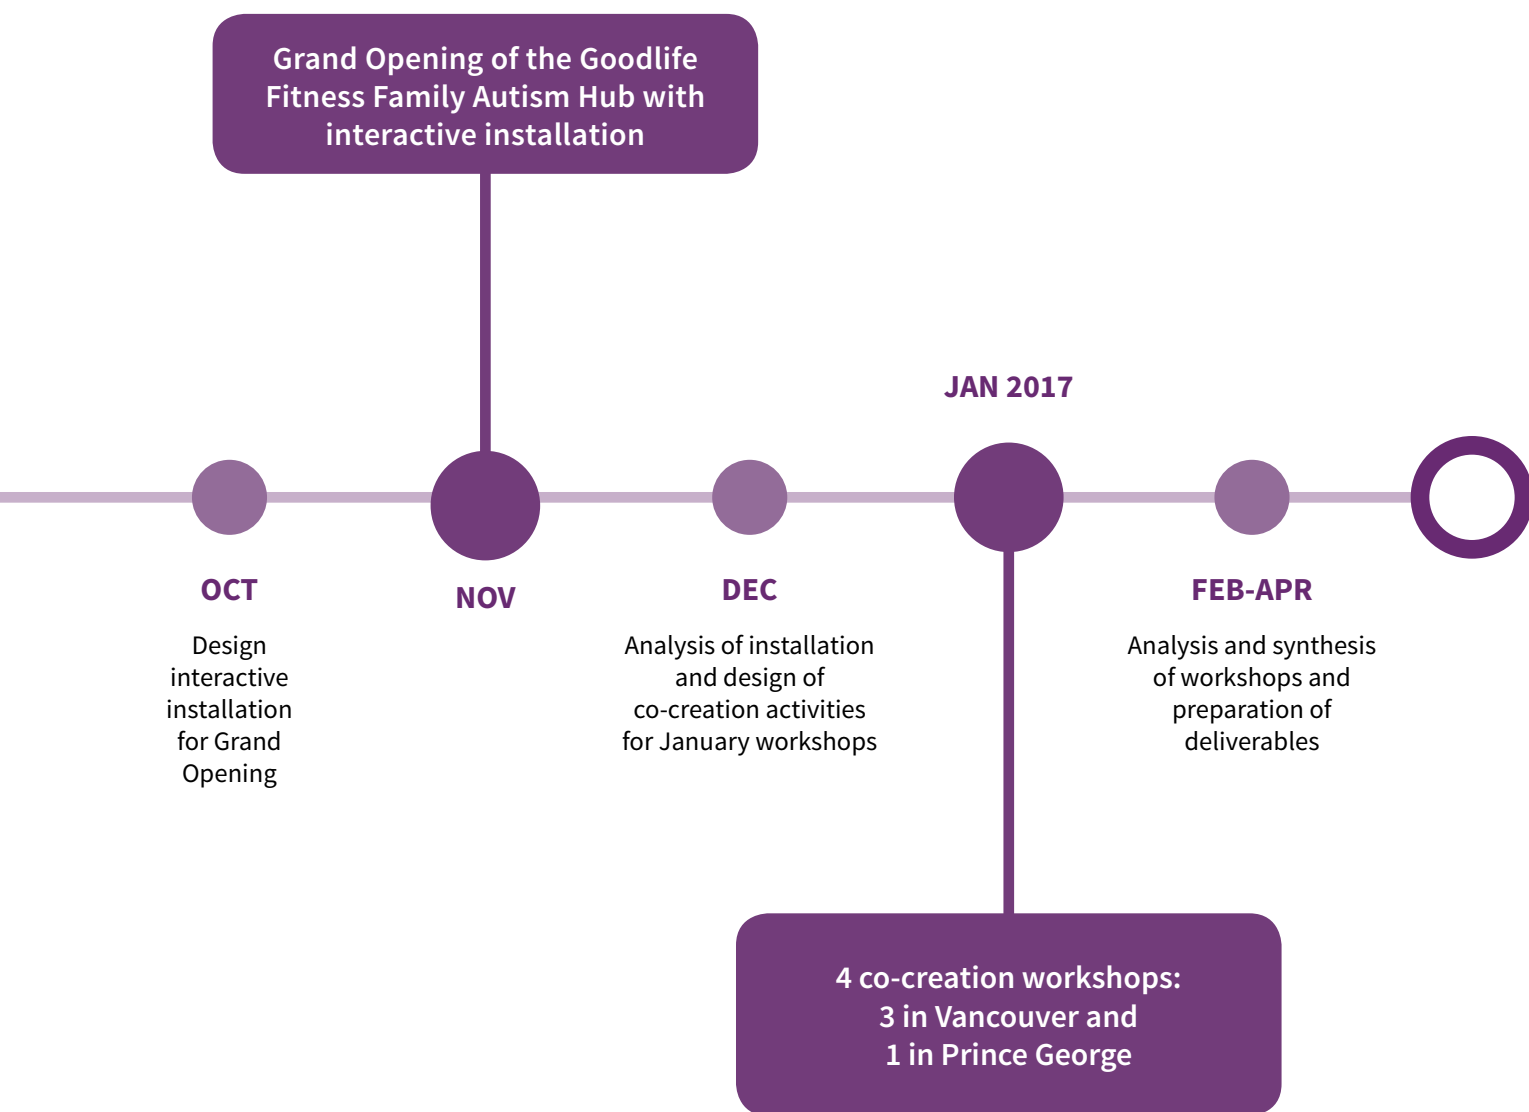 Grand Opening of the Goodlife
Fitness Family Autism Hub with
interactive installation
JAN 2017
OCT
Design
interactive
installation
for Grand
Opening
NOV
DEC
Analysis of installation
and design of
co-creation activities
for January workshops
FEB-APR
Analysis and synthesis
of workshops and
preparation of
deliverables
4 co-creation workshops:
3 in Vancouver and
1 in Prince George